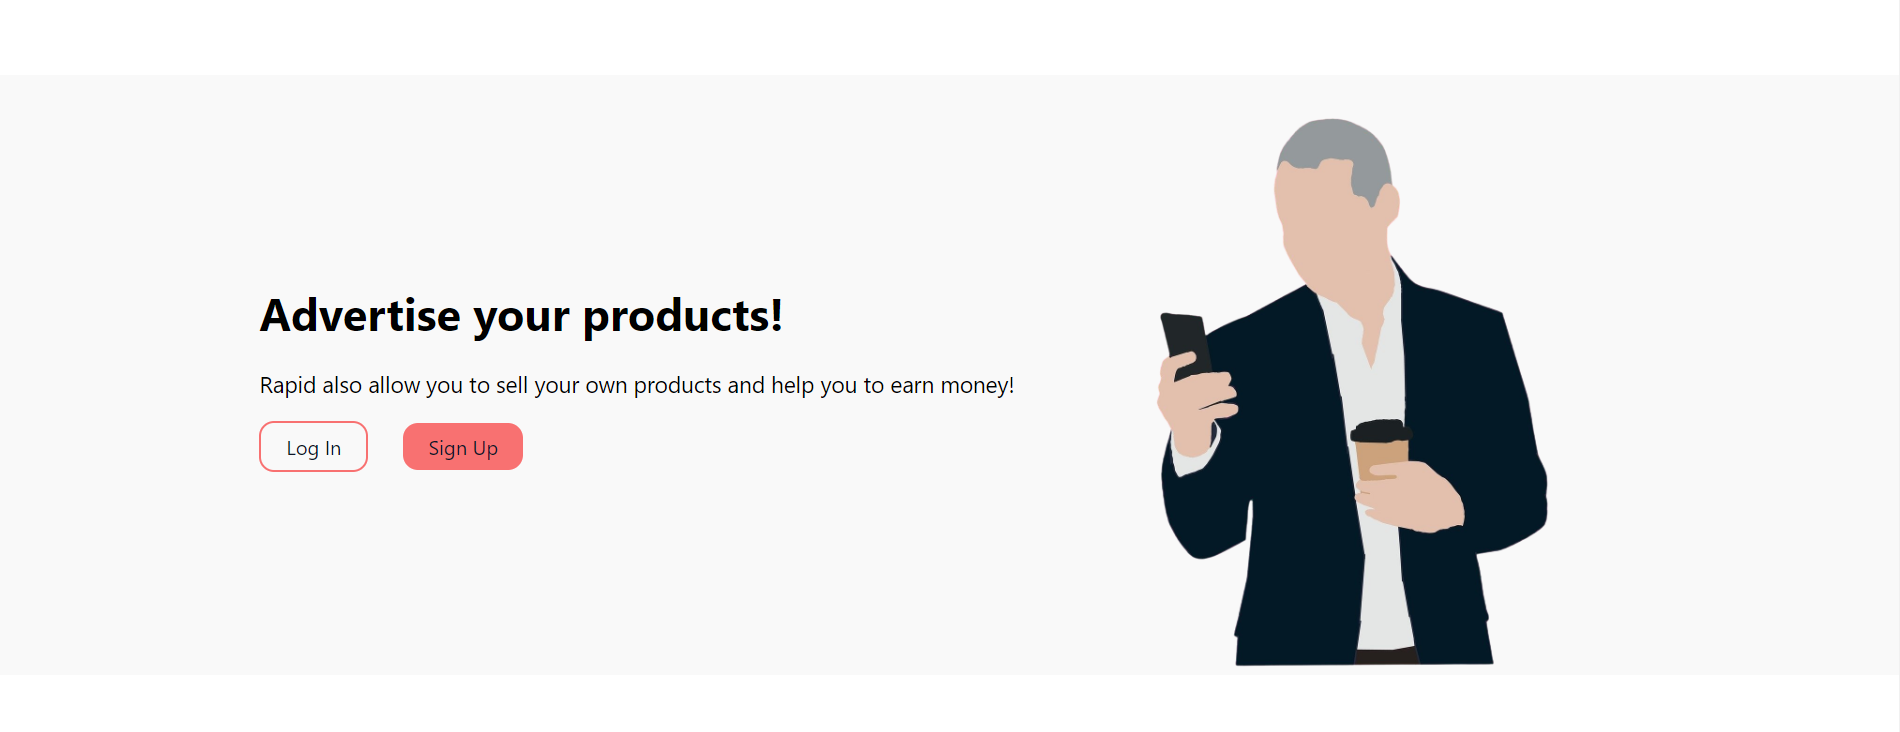 Advertise your products!
Rapid also allow you to sell your own products and help you to earn money!
Log In
Sign Up